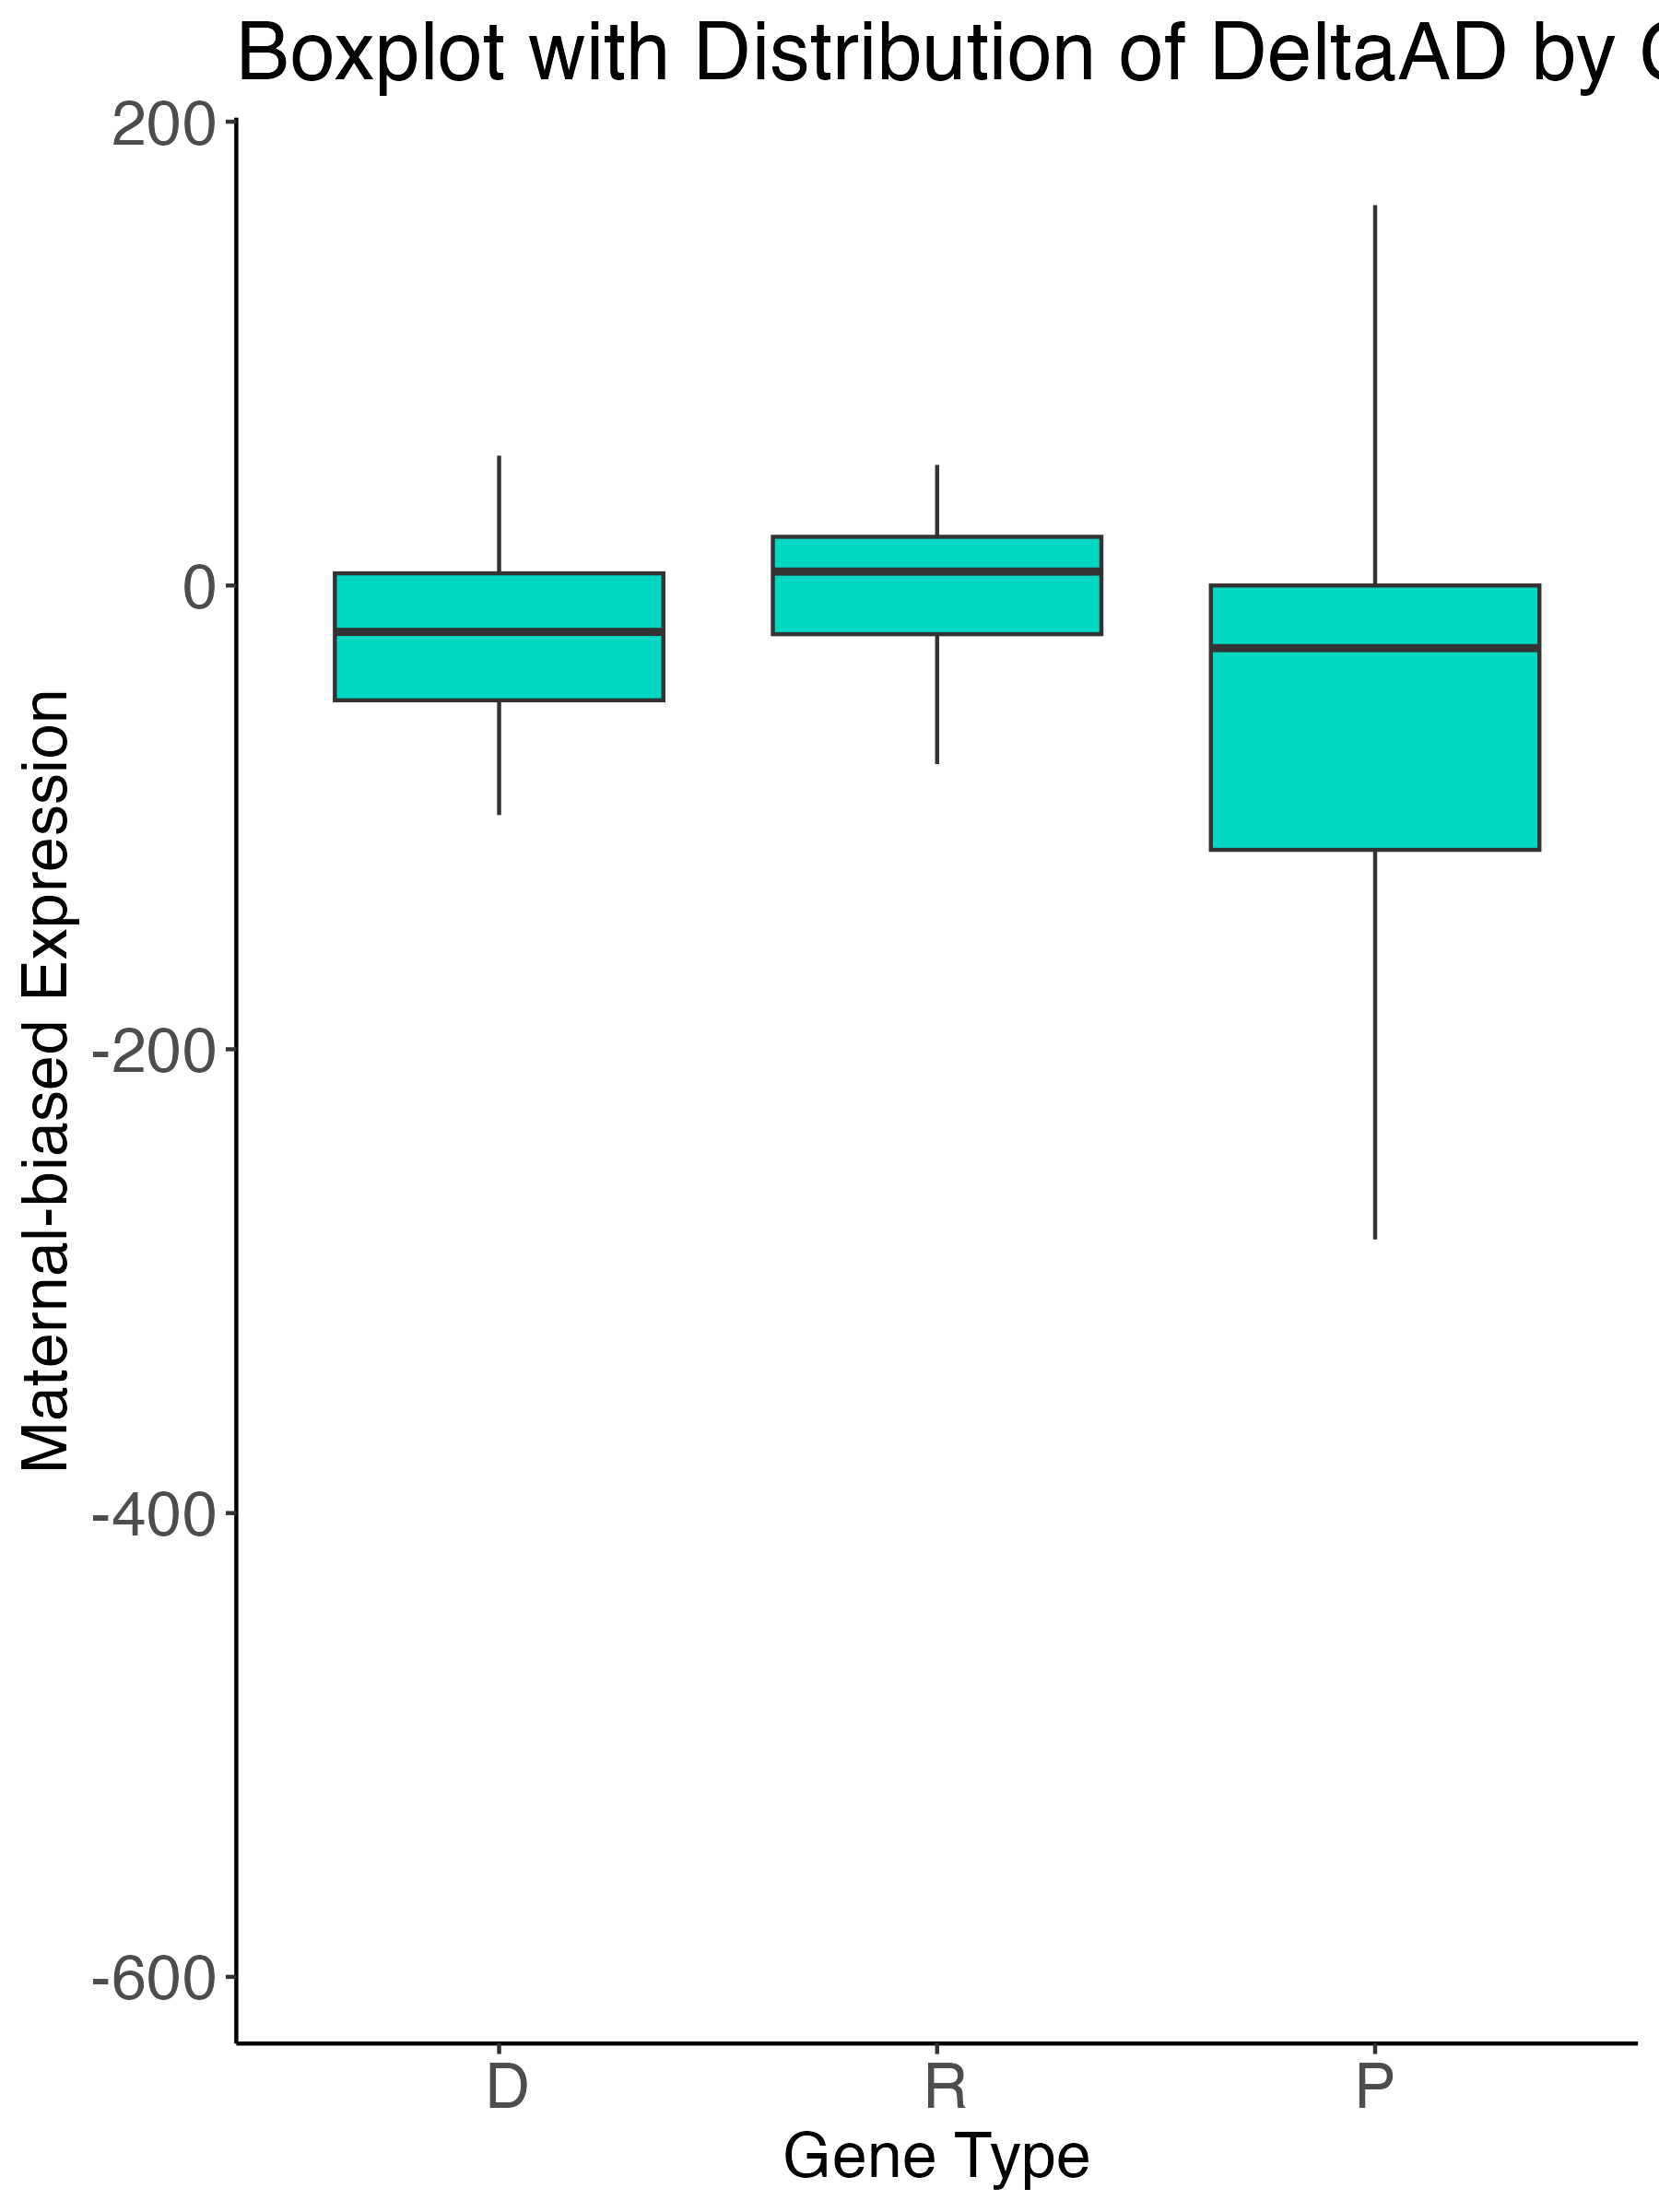 Boxplot with Distribution of DeltaAD by
200
0
-200
-400
-600
Maternal-biased Expression
D R P
Gene Type